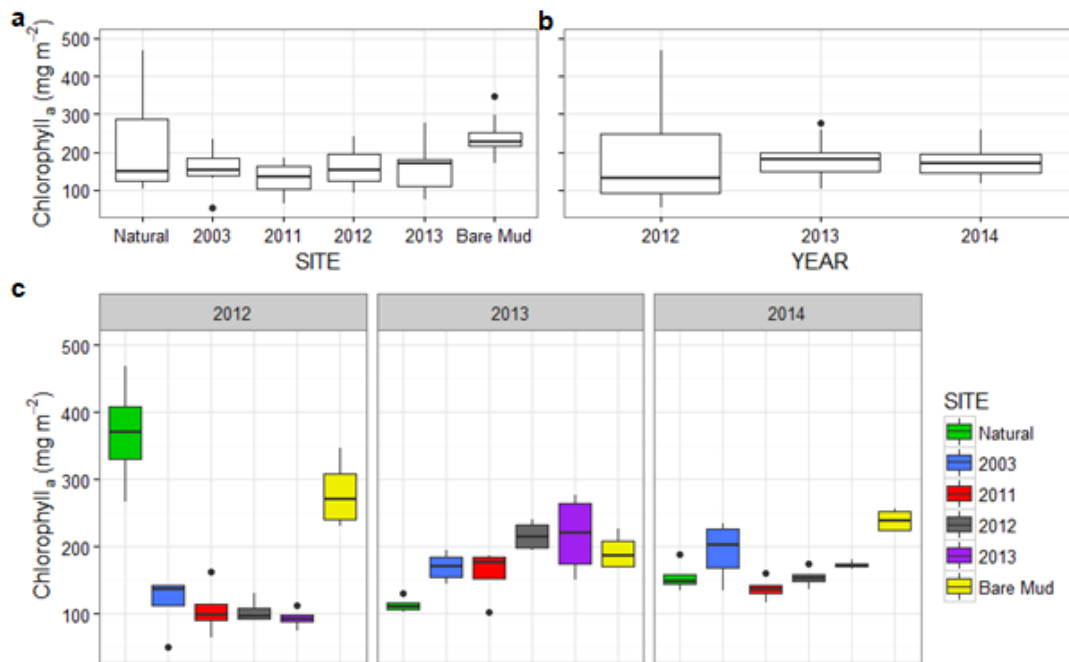 a
Chlorophyll a (mg m−2)
500
400
300
200
100
Natural 2003 2011 2012 2013 Bare Mud
SITE
b
2012 2013 2014
YEAR
c
2012 2013 2014
Chlorophyll a (mg m−2)
500
400
300
200
100
SITE
Natural
2003
2011
2012
2013
Bare Mud